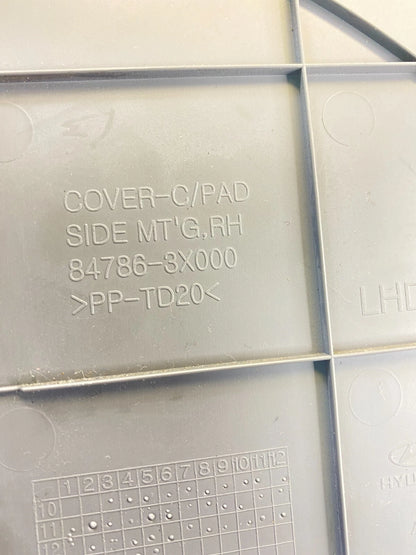 COVER-C/PAD
SIDE MT'G,RH
84786-3X000
>PP-TD20<
LHD
1 2 3 4 5 6 7 8 9 10 11 12
10
11
12